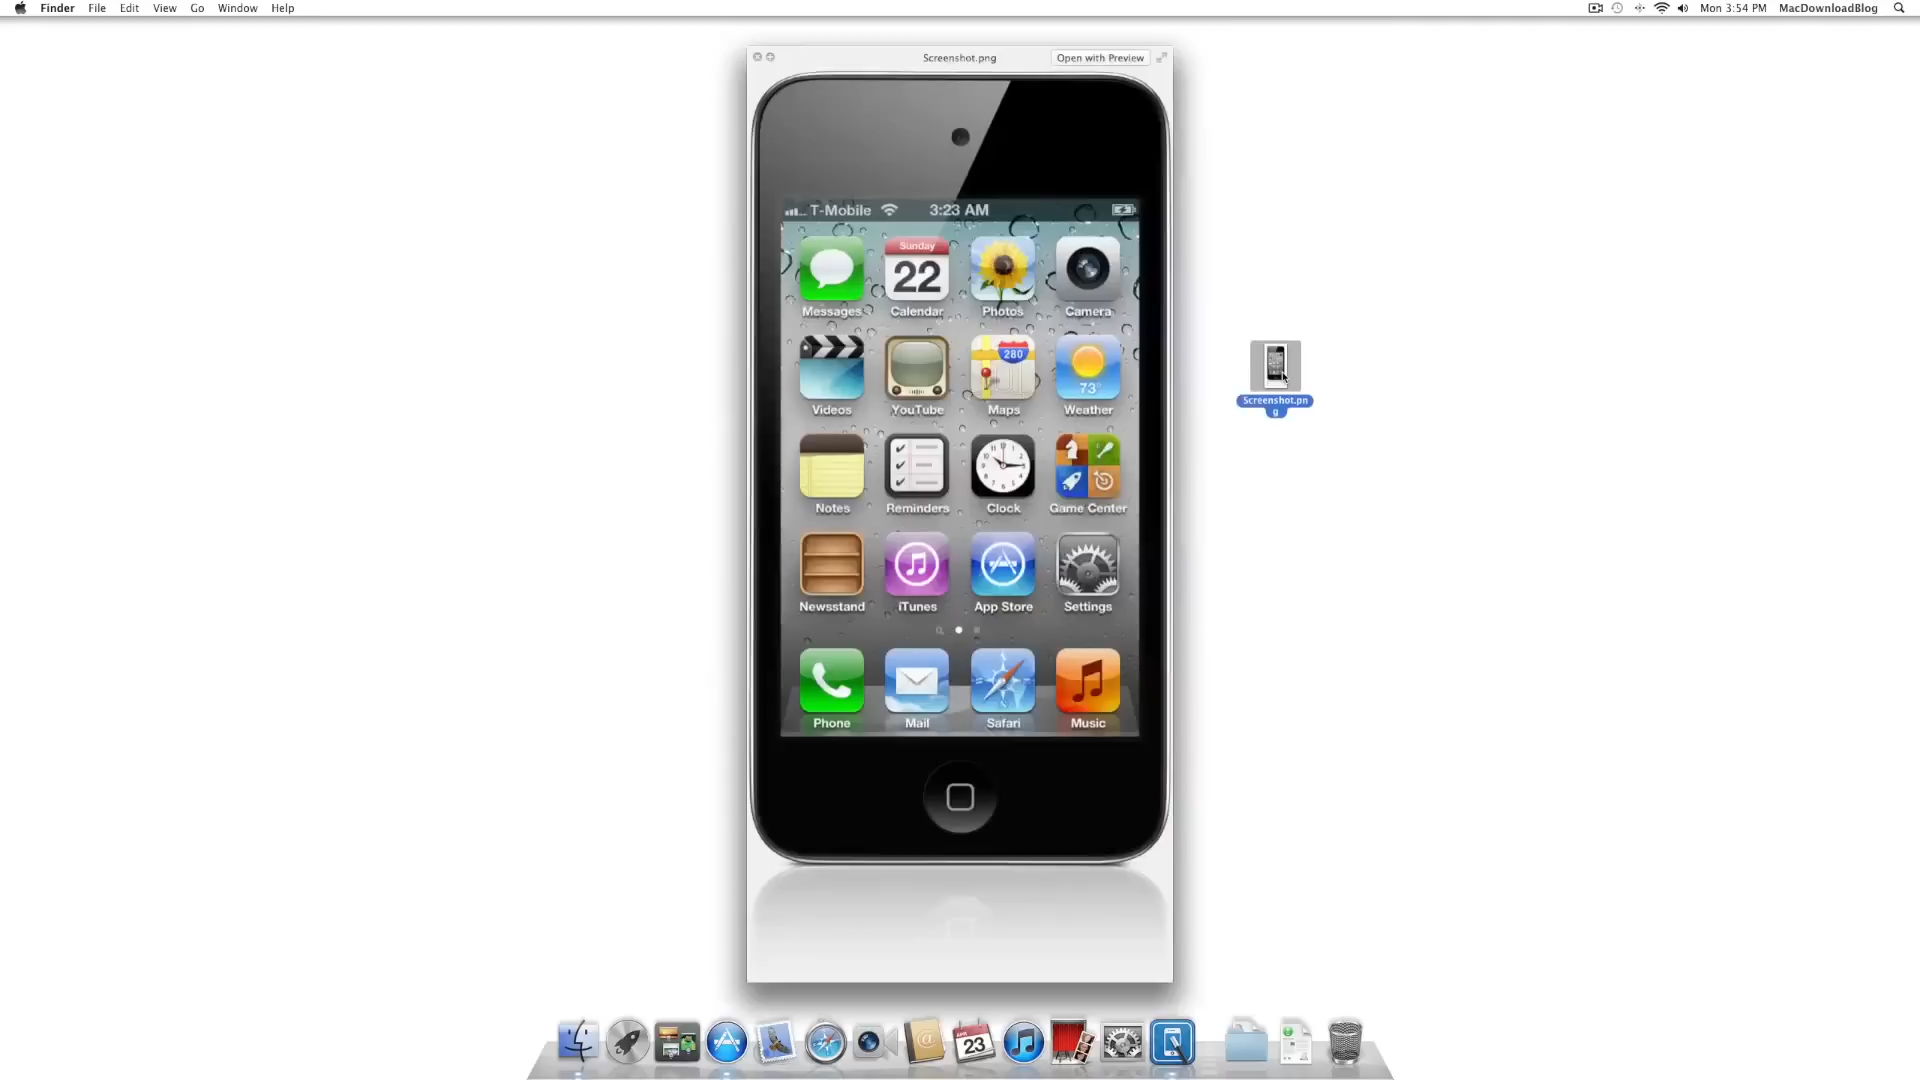 Finder File Edit View Go Window Help
Mon 3:54 PM MacDownloadBlog
Screenshot.png
Open with Preview
T-Mobile 3:23 AM
Sunday
22
Messages Calendar Photos Camera
280
73°
Videos YouTube Maps Weather
Notes Reminders Clock Game Center
Newsstand iTunes App Store Settings
Phone Mail Safari Music
Screenshot.pn
g
23